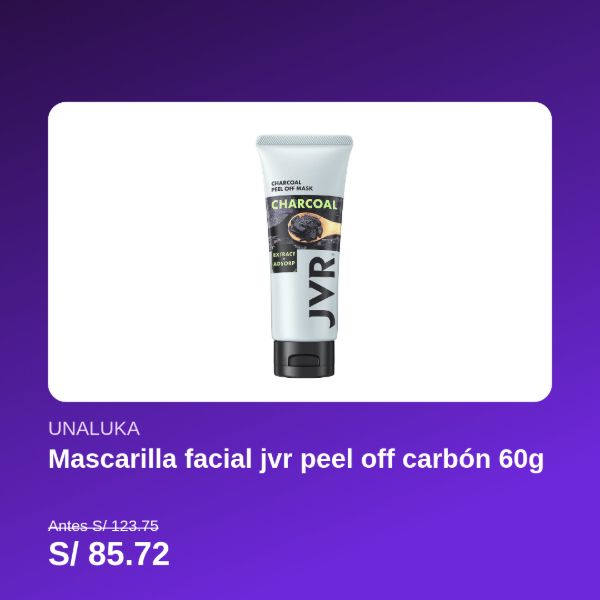 CHARCOAL
PEEL OFF MASK
CHARCOAL
EXTRACT
ADSORP
JVR
UNALUKA
Mascarilla facial jvr peel off carbón 60g
Antes S/ 123.75
S/ 85.72